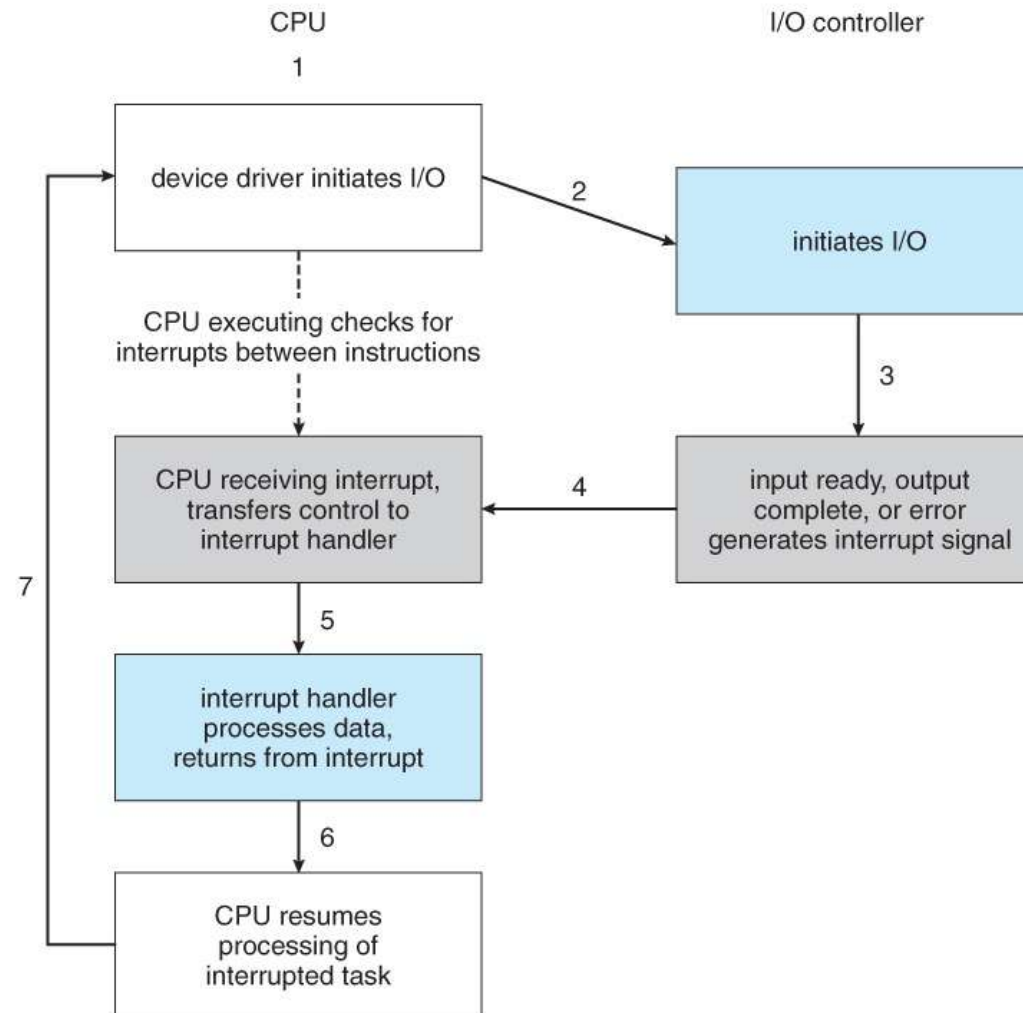 CPU
I/O controller
1
device driver initiates I/O
2
initiates I/O
CPU executing checks for
interrupts between instructions
3
CPU receiving interrupt,
transfers control to
interrupt handler
4
input ready, output
complete, or error
generates interrupt signal
7
5
interrupt handler
processes data,
returns from interrupt
6
CPU resumes
processing of
interrupted task